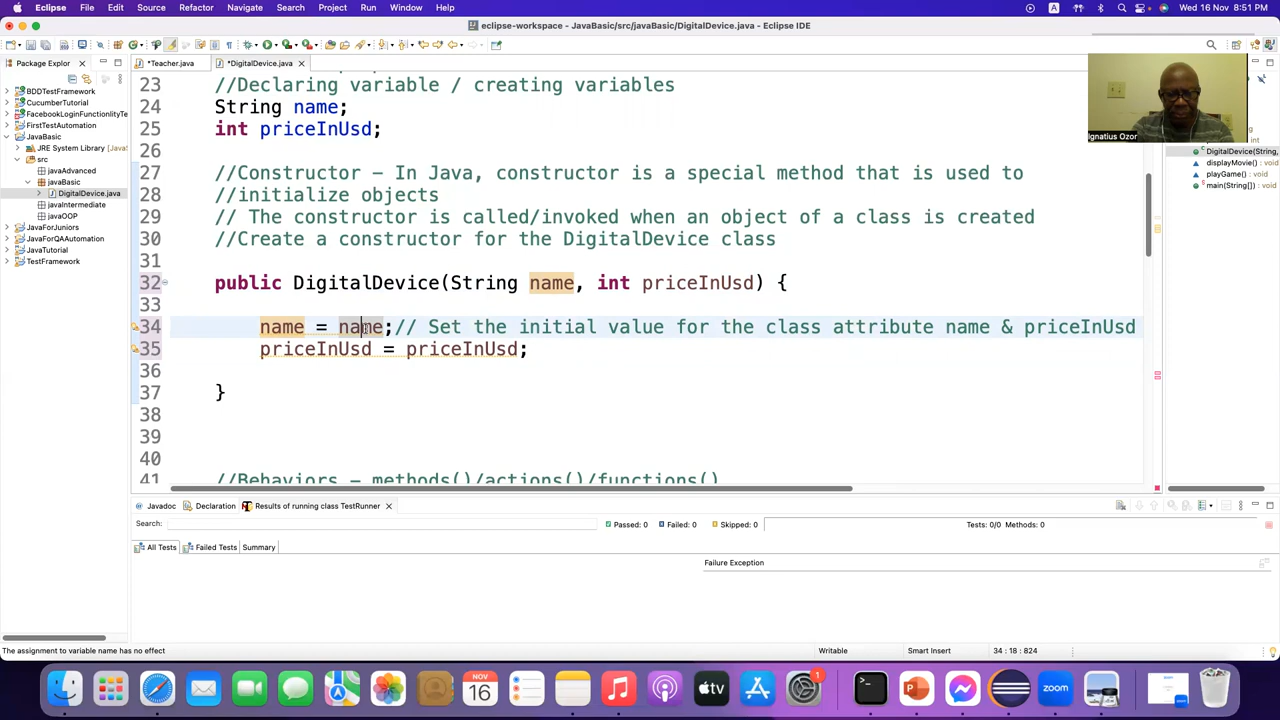 Eclipse File Edit Navigate Search Project Run Window Help
Wed Nov 16 8:51 PM
eclipse-workspace - JavaBasic/src/javaBasic/DigitalDevice.java - Eclipse IDE
Package Explor
*Teacher.java
*DigitalDevice.java
BDDTestFramework
CucumberTutorial
FacebookLoginFunctionlityTe
FirstTestAutomation
JavaBasic
JRE System Library [Java
src
javaAdvanced
javaBasic
DigitalDevice.java
javaIntermediate
javaOOP
JavaForJuniors
JavaForQAAutomation
JavaTutorial
TestFramework
23 //Declaring variable / creating variables
24 String name;
25 int priceInUsd;
26
27 //Constructor - In Java, constructor is a special method that is used to
28 //initialize objects
29 // The constructor is called/invoked when an object of a class is created
30 //Create a constructor for the DigitalDevice class
31
32 public DigitalDevice(String name, int priceInUsd) {
33
34 name = name;// Set the initial value for the class attribute name & priceInUsd
35 priceInUsd = priceInUsd;
36
37 }
38
39
40
41 //Behaviors - methods()/actions()/functions()
Ignatius Ozor
DigitalDevice(String,
displayMovie() : void
playGame() : void
main(String[]) : void
Javadoc
Declaration
Results of running class TestRunner
Search:
Passed: 0
Failed: 0
Skipped: 0
Tests: 0/0 Methods: 0
All Tests
Failed Tests
Summary
Failure Exception
The assignment to variable name has no effect
Writable
Smart Insert
34 : 18 : 824
NOV
16
tv
1
zoom